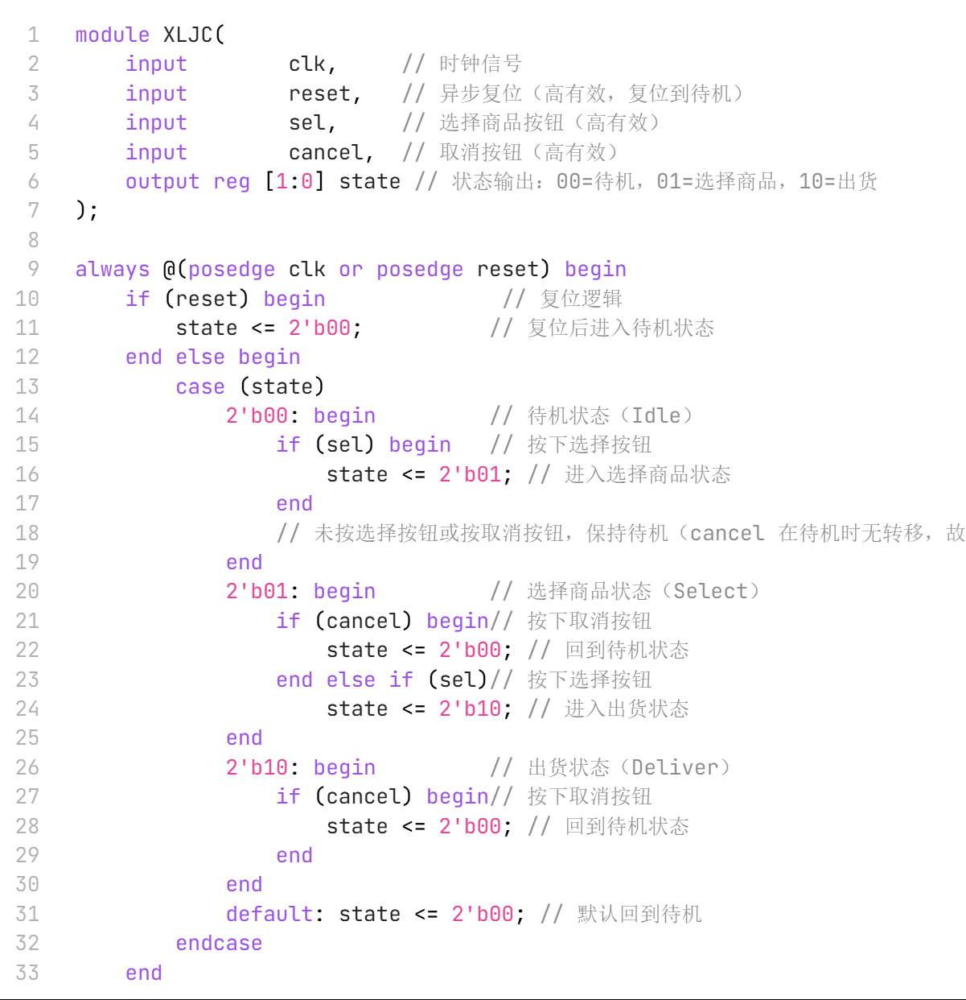 1 module XLJC(
2 input clk, // 时钟信号
3 input reset, // 异步复位（高有效，复位到待机）
4 input sel, // 选择商品按钮（高有效）
5 input cancel, // 取消按钮（高有效）
6 output reg [1:0] state // 状态输出：00=待机，01=选择商品，10=出货
7 );
8
9 always @(posedge clk or posedge reset) begin
10 if (reset) begin // 复位逻辑
11 state <= 2'b00; // 复位后进入待机状态
12 end else begin
13 case (state)
14 2'b00: begin // 待机状态（Idle）
15 if (sel) begin // 按下选择按钮
16 state <= 2'b01; // 进入选择商品状态
17 end
18 // 未按选择按钮或按取消按钮，保持待机（cancel 在待机时无转移，故
19 end
20 2'b01: begin // 选择商品状态（Select）
21 if (cancel) begin// 按下取消按钮
22 state <= 2'b00; // 回到待机状态
23 end else if (sel)// 按下选择按钮
24 state <= 2'b10; // 进入出货状态
25 end
26 2'b10: begin // 出货状态（Deliver）
27 if (cancel) begin// 按下取消按钮
28 state <= 2'b00; // 回到待机状态
29 end
30 end
31 default: state <= 2'b00; // 默认回到待机
32 endcase
33 end